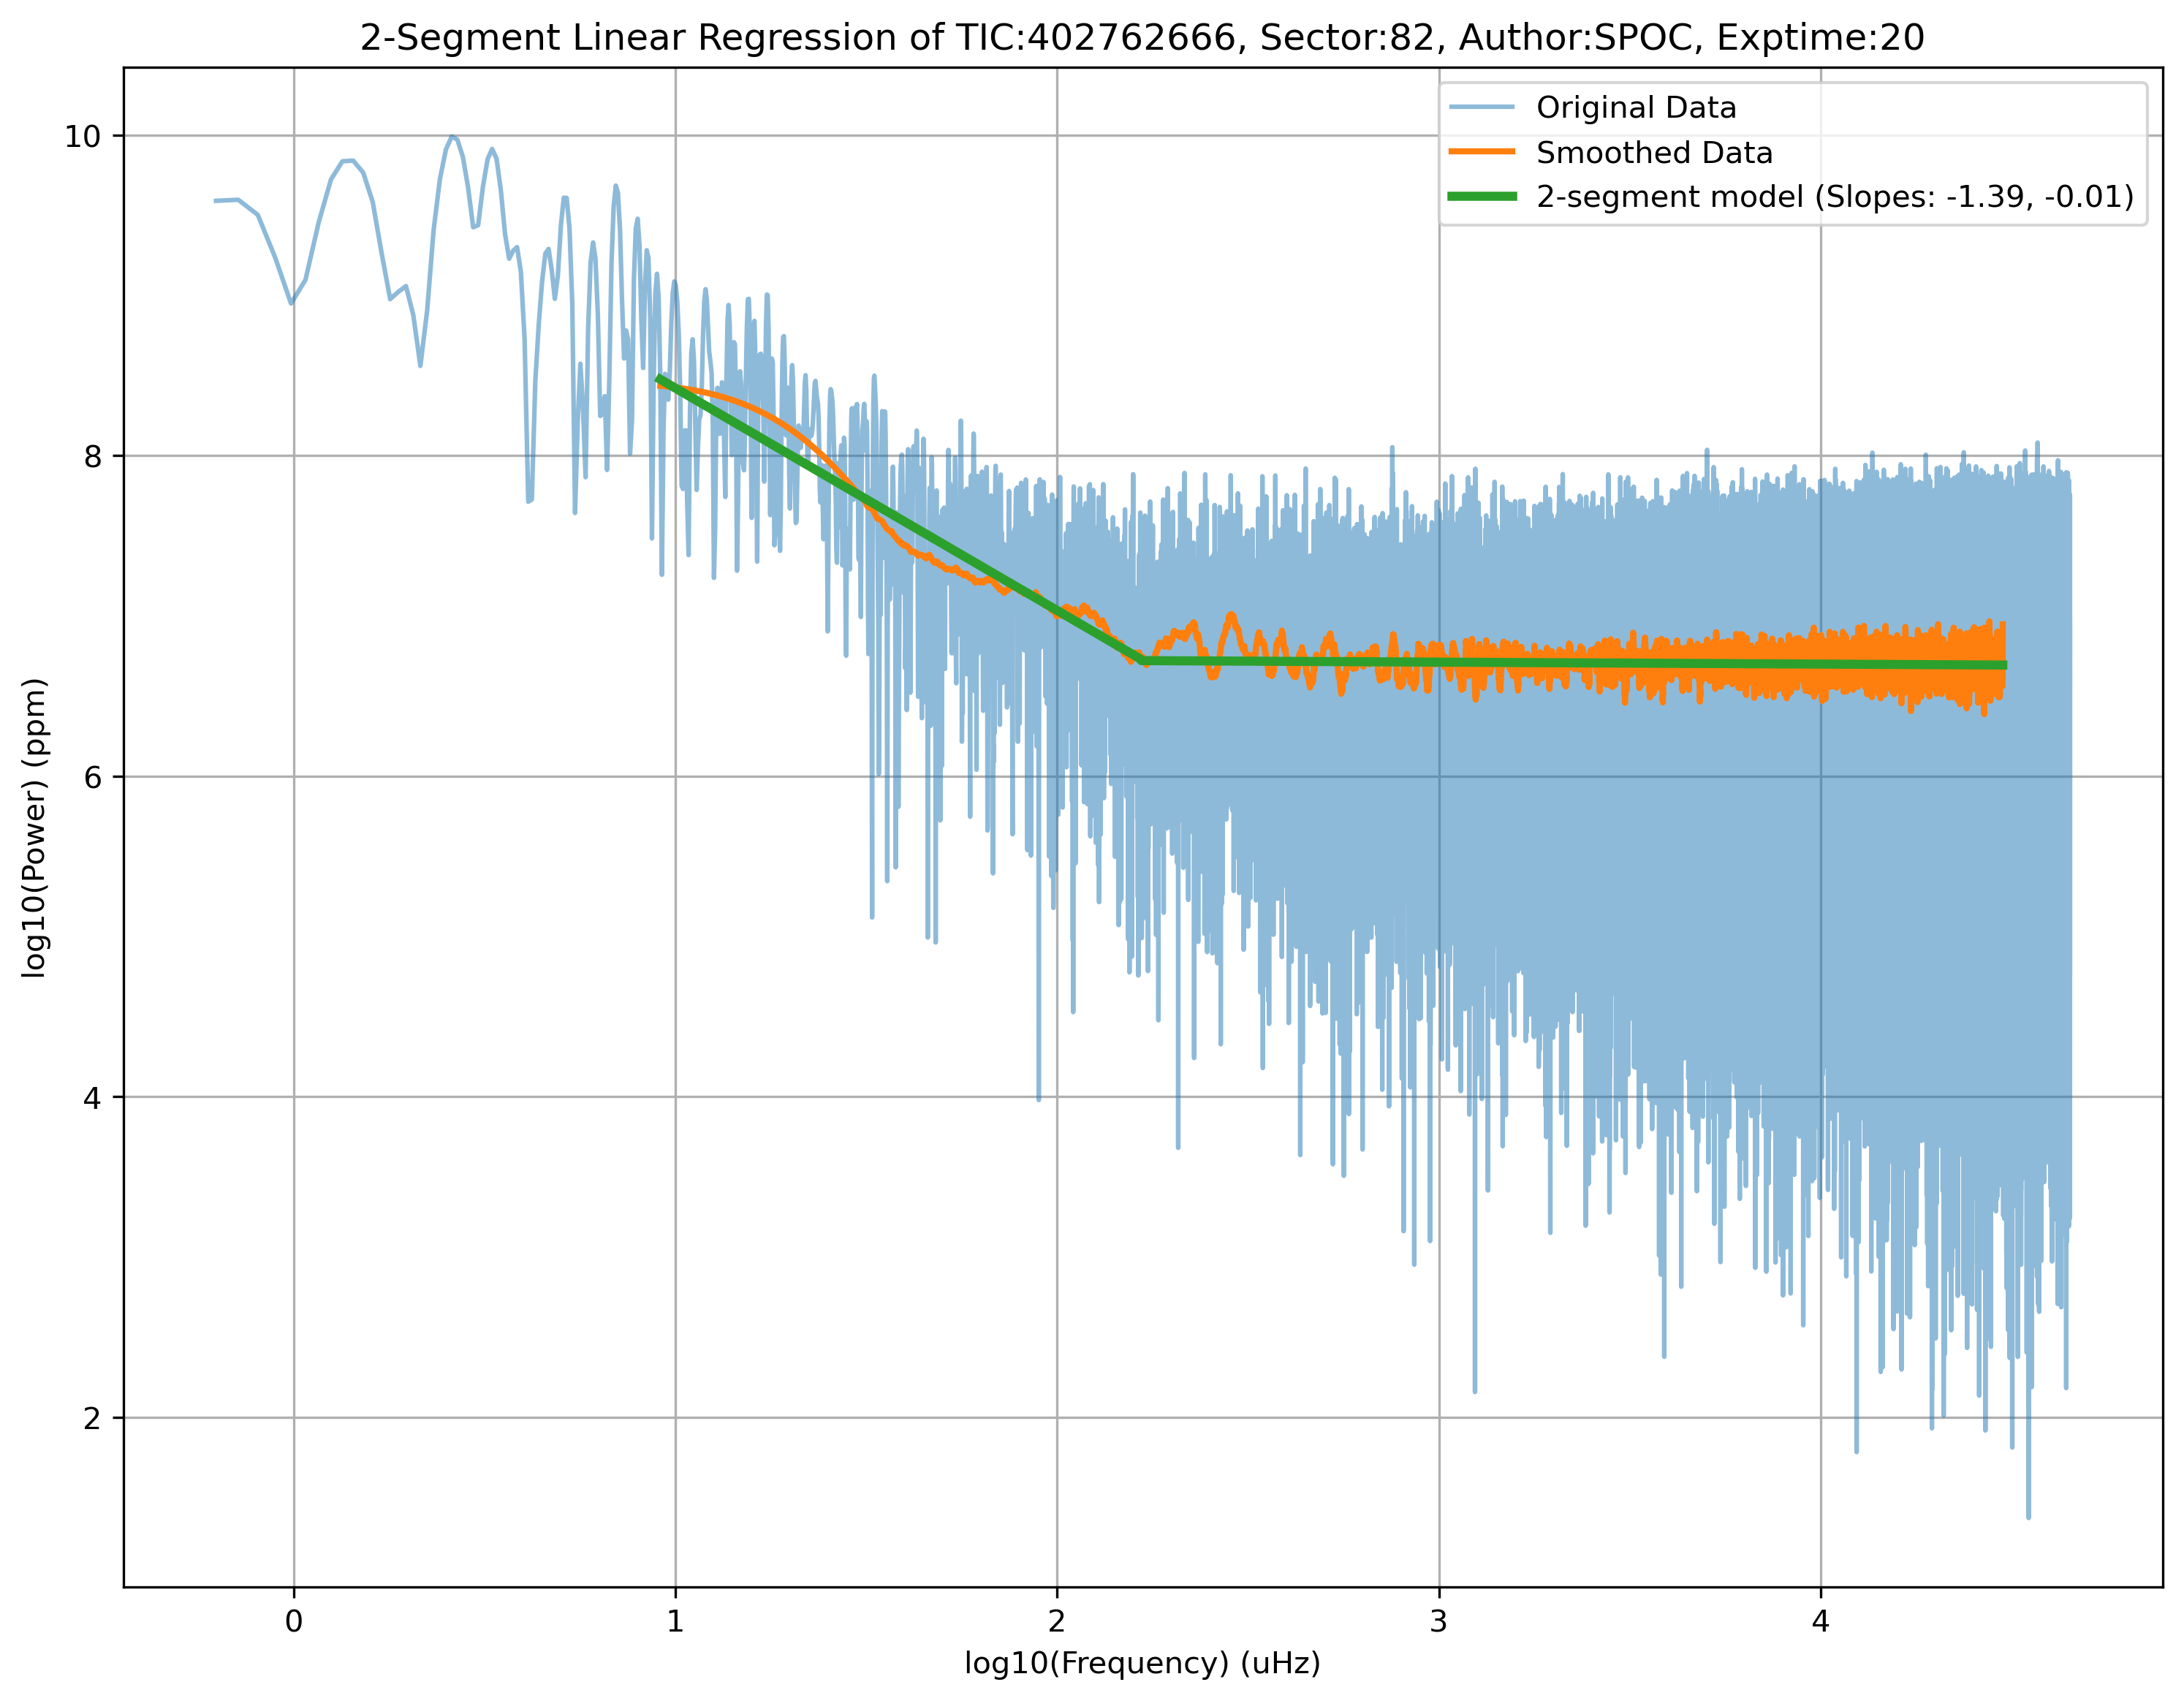 2-Segment Linear Regression of TIC:402762666, Sector:82, Author:SPOC, Exptime:20
Original Data
Smoothed Data
2-segment model (Slopes: -1.39, -0.01)
10
8
6
4
2
log10(Power) (ppm)
0 1 2 3 4
log10(Frequency) (uHz)